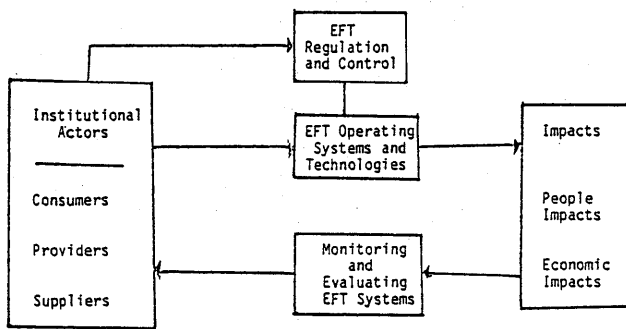 EFT
Regulation
and Control
Institutional
Actors
Consumers
Providers
Suppliers
EFT Operating
Systems and
Technologies
Impacts
People
Impacts
Economic
Impacts
Monitoring
and
Evaluating
EFT Systems